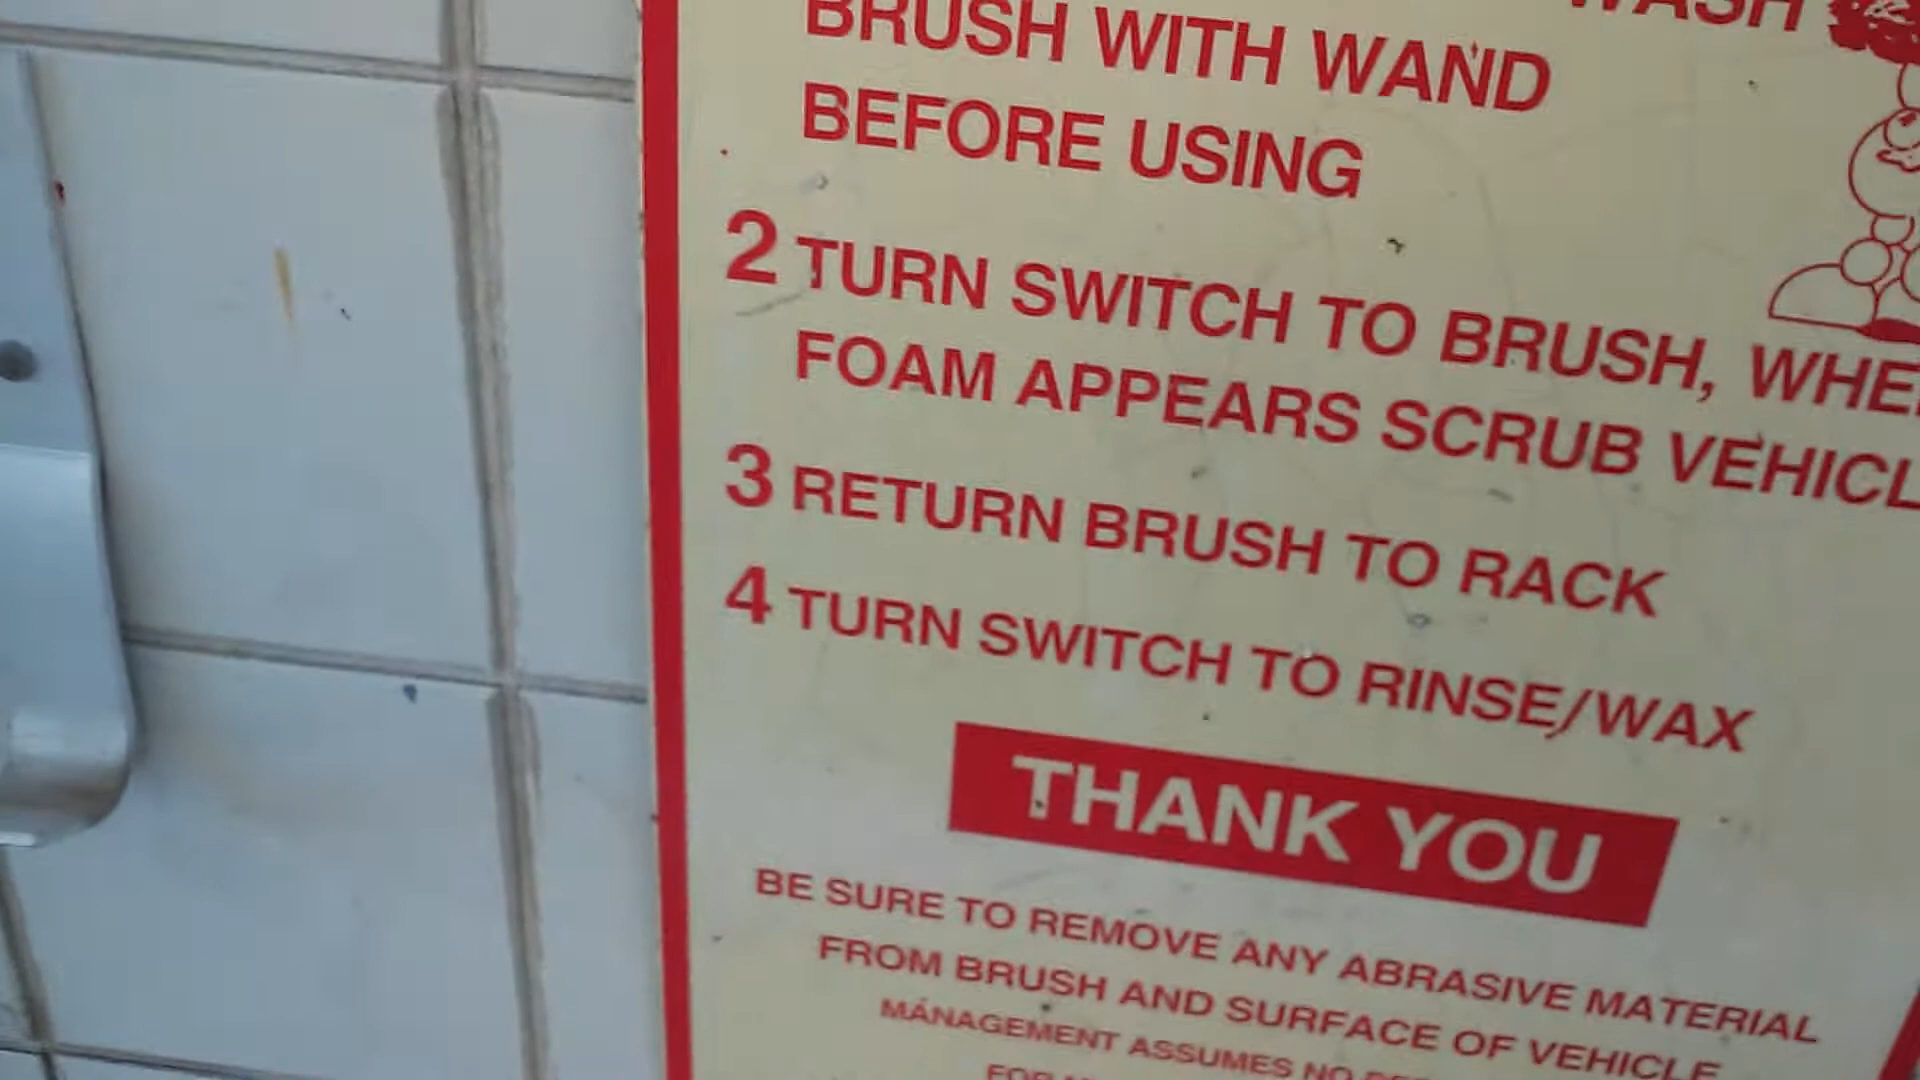 WASH
BRUSH WITH WAND
BEFORE USING
2 TURN SWITCH TO BRUSH,
FOAM APPEARS SCRUB
3 RETURN BRUSH TO RACK
4 TURN SWITCH TO RINSE/WAX
THANK YOU
BE SURE TO REMOVE ANY ABRASIVE MATERIAL
FROM BRUSH AND SURFACE OF VEHICLE
MANAGEMENT ASSUMES NO